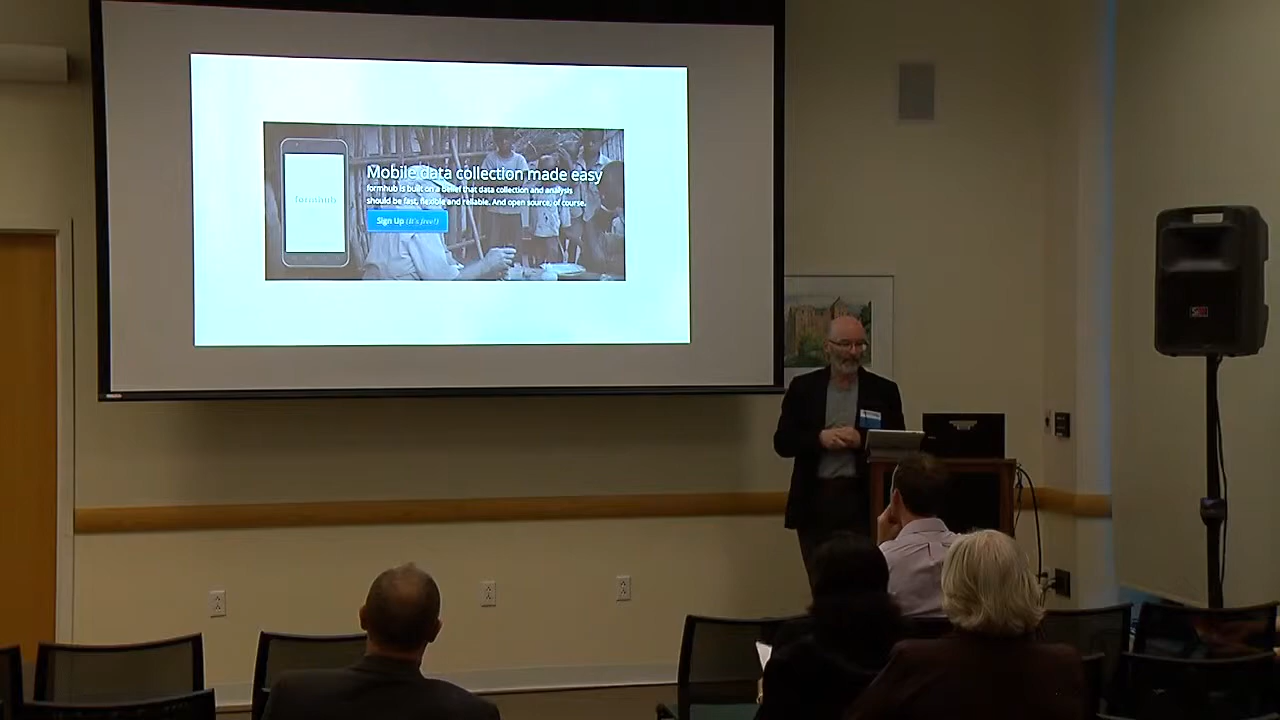 formhub
Mobile data collection made easy
formhub is built on a belief that data collection and analysis
should be fast, flexible and reliable. And open source, of course.
Sign Up (it's free!)